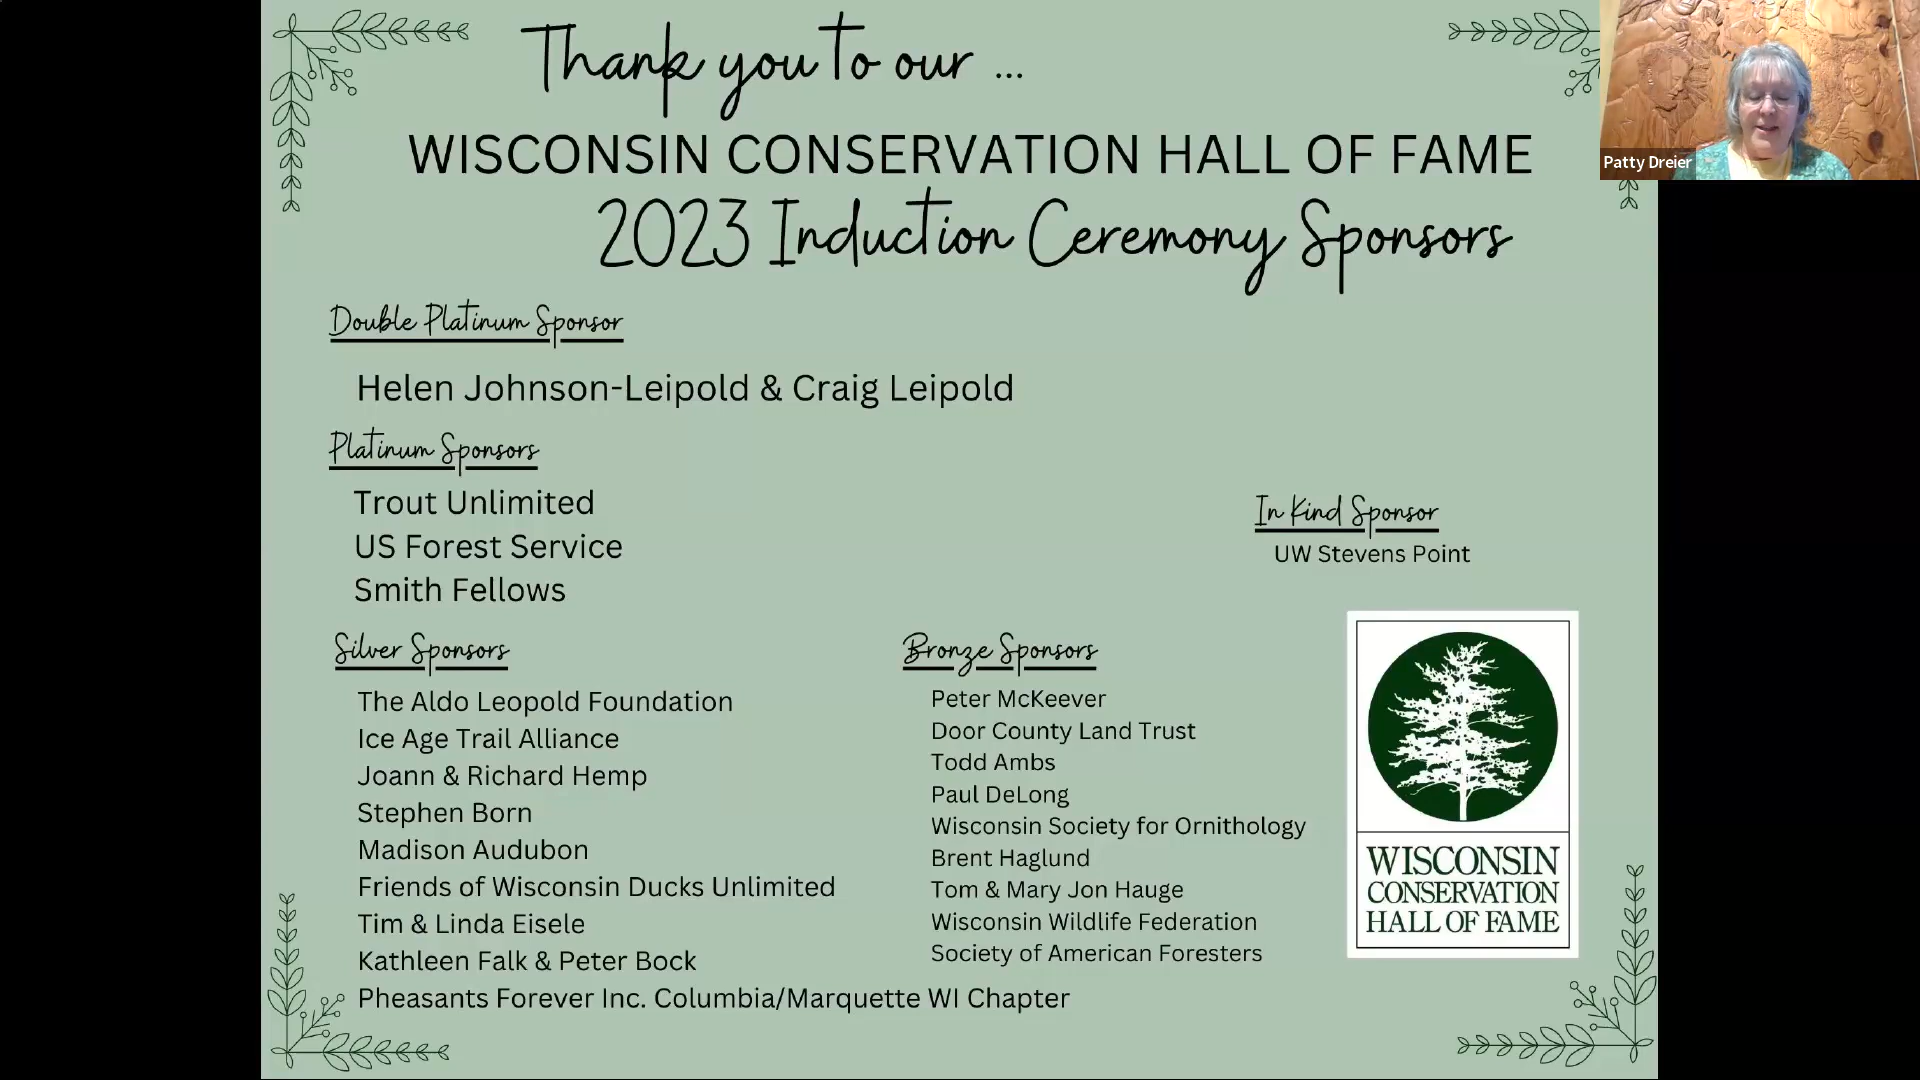 Thank you to our ...
WISCONSIN CONSERVATION HALL OF FAME
2023 Induction Ceremony Sponsors
Patty Dreier
Double Platinum Sponsor
Helen Johnson-Leipold & Craig Leipold
Platinum Sponsors
Trout Unlimited
US Forest Service
Smith Fellows
In Kind Sponsor
UW Stevens Point
Silver Sponsors
The Aldo Leopold Foundation
Ice Age Trail Alliance
Joann & Richard Hemp
Stephen Born
Madison Audubon
Friends of Wisconsin Ducks Unlimited
Tim & Linda Eisele
Kathleen Falk & Peter Bock
Pheasants Forever Inc. Columbia/Marquette WI Chapter
Bronze Sponsors
Peter McKeever
Door County Land Trust
Todd Ambs
Paul DeLong
Wisconsin Society for Ornithology
Brent Haglund
Tom & Mary Jon Hauge
Wisconsin Wildlife Federation
Society of American Foresters
WISCONSIN
CONSERVATION
HALL OF FAME